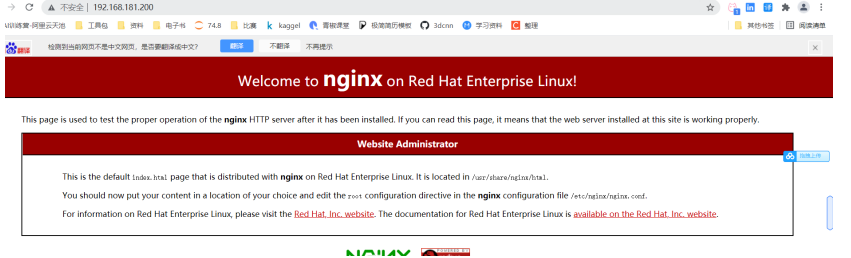 不安全 | 192.168.181.200
阿里云天池 工具包 资料 电子书 74.8 比赛 kaggel 青椒课堂 极简简历模板 3dcnn 学习资料 整理 其他书签 阅读清单
翻译 检测到当前网页不是中文网页，是否要翻译成中文? 翻译 不翻译 不再提示
Welcome to nginx on Red Hat Enterprise Linux!
This page is used to test the proper operation of the nginx HTTP server after it has been installed. If you can read this page, it means that the web server installed at this site is working properly.
Website Administrator
拖拽上传
This is the default index.html page that is distributed with nginx on Red Hat Enterprise Linux. It is located in /usr/share/nginx/html.
You should now put your content in a location of your choice and edit the root configuration directive in the nginx configuration file /etc/nginx/nginx.conf.
For information on Red Hat Enterprise Linux, please visit the Red Hat, Inc. website. The documentation for Red Hat Enterprise Linux is available on the Red Hat, Inc. website.
NGINX POWERED BY